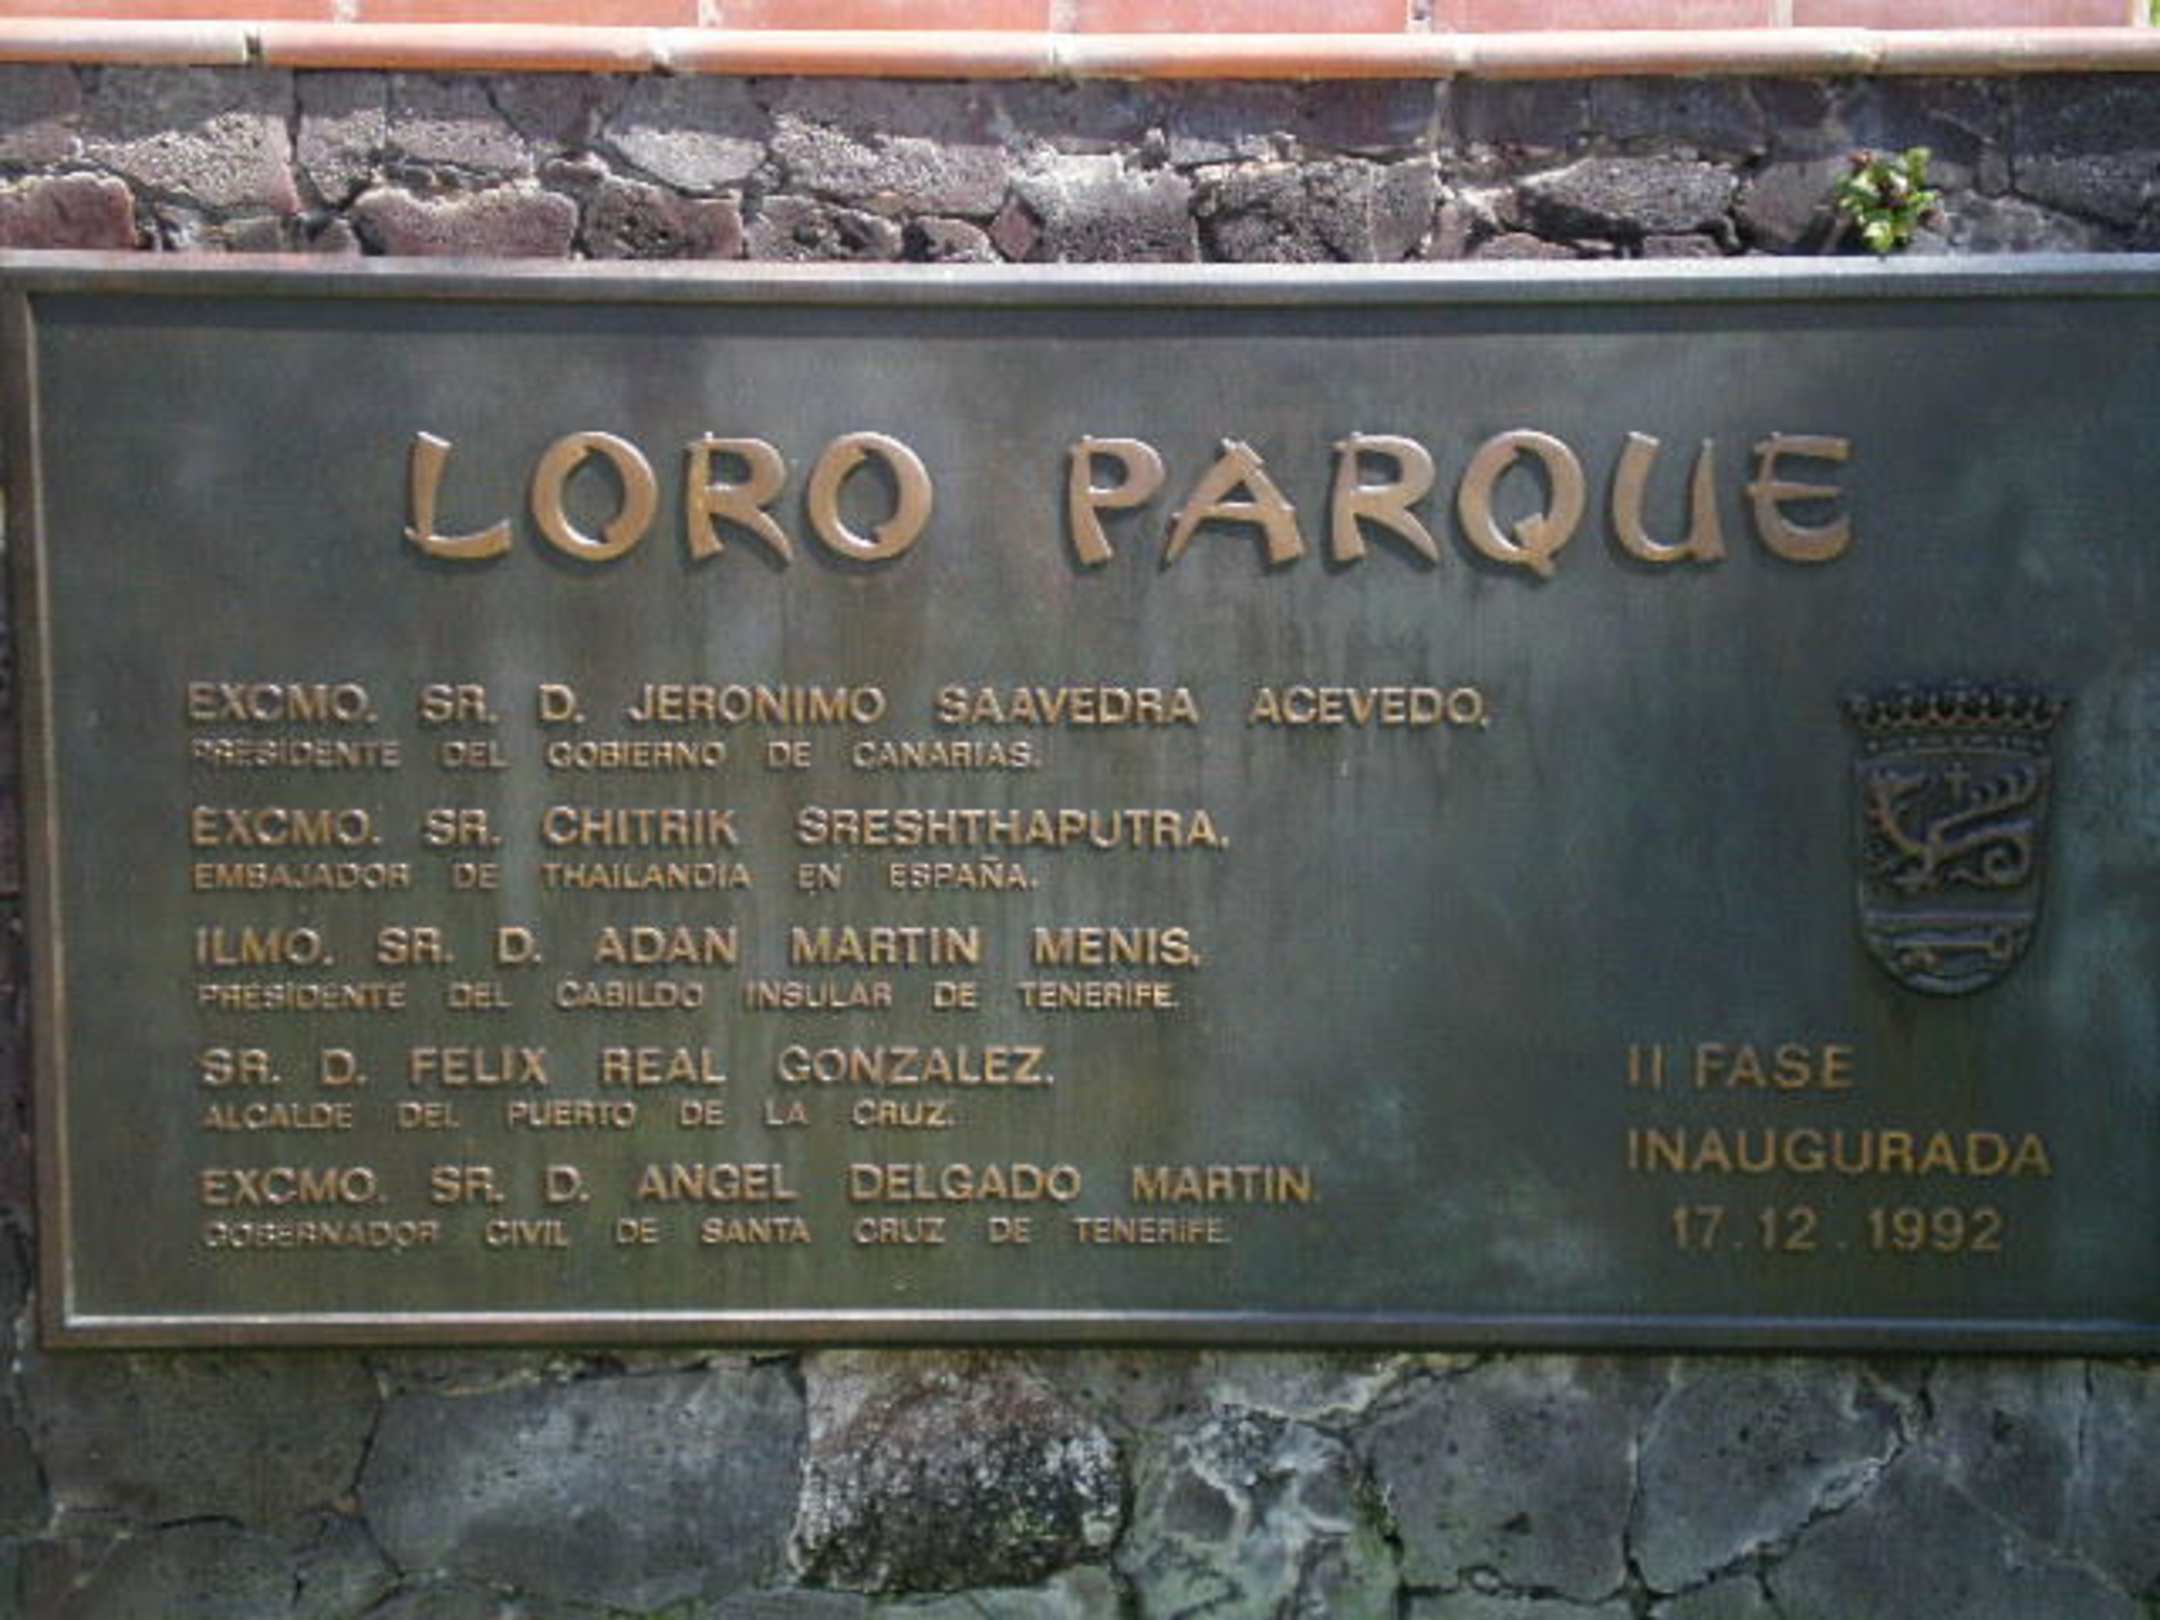 LORO PARQUE
EXCMO. SR. D. JERONIMO SAAVEDRA ACEVEDO,
PRESIDENTE DEL GOBIERNO DE CANARIAS.
EXCMO. SR. CHITRIK SRESHTHAPUTRA,
EMBAJADOR DE THAILANDIA EN ESPAÑA.
ILMO. SR. D. ADAN MARTIN MENIS,
PRESIDENTE DEL CABILDO INSULAR DE TENERIFE.
SR. D. FELIX REAL GONZALEZ.
ALCALDE DEL PUERTO DE LA CRUZ.
EXCMO. SR. D. ANGEL DELGADO MARTIN.
GOBERNADOR CIVIL DE SANTA CRUZ DE TENERIFE.
II FASE
INAUGURADA
17.12.1992